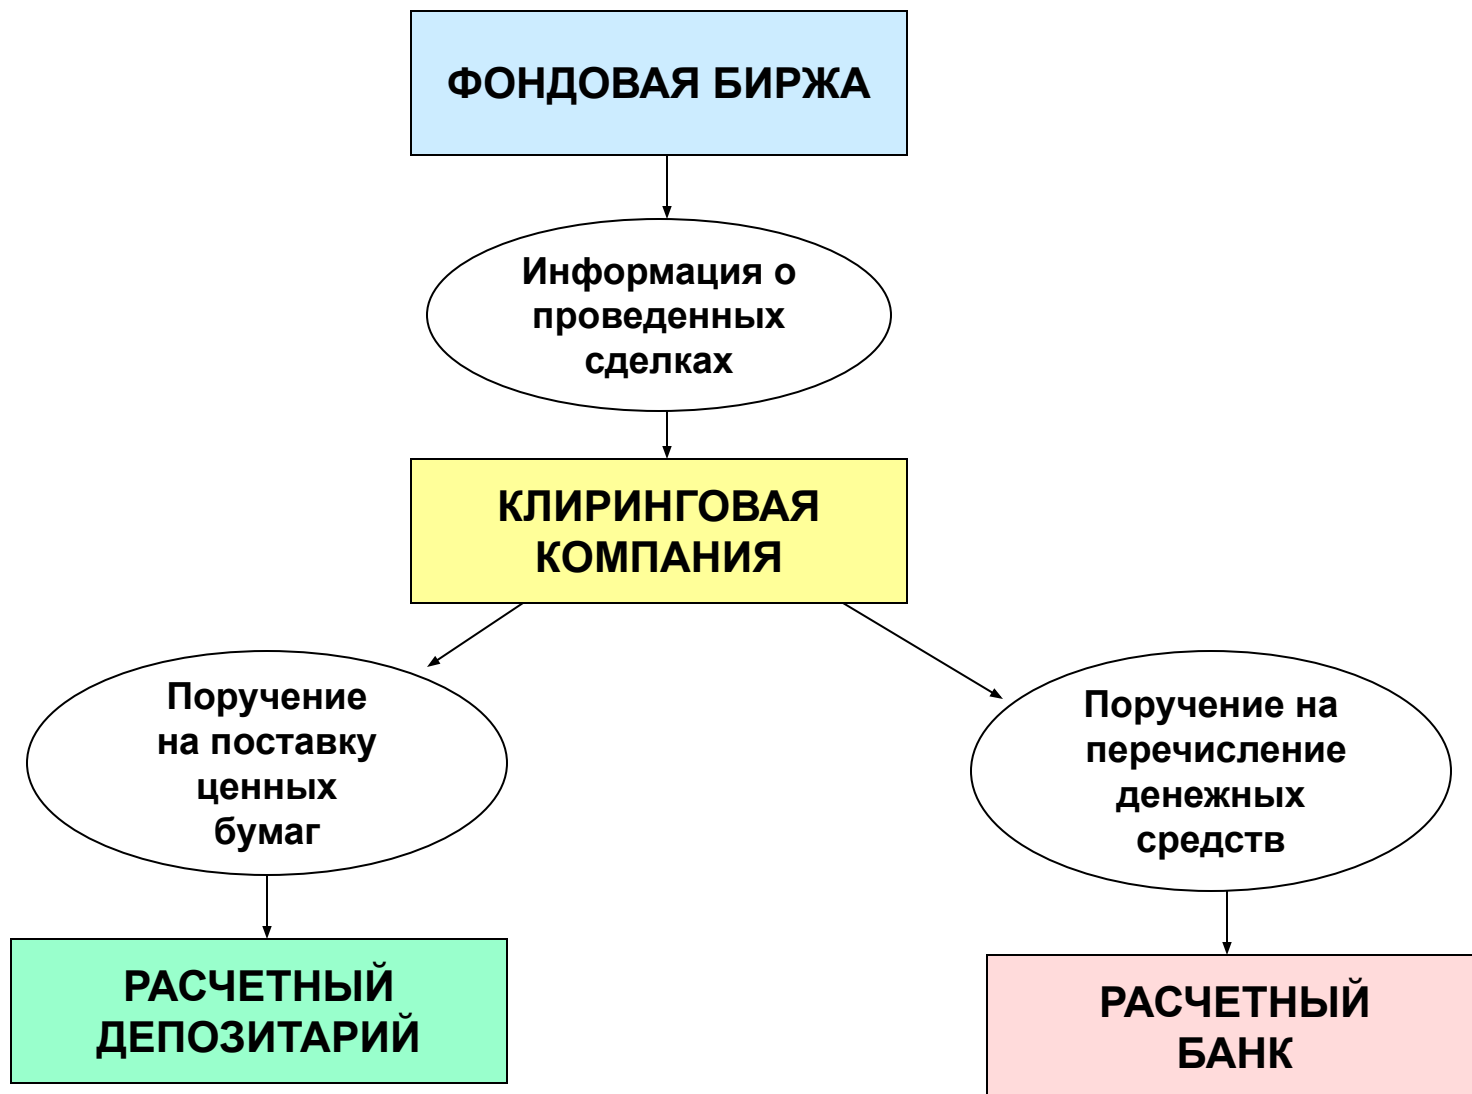 ФОНДОВАЯ БИРЖА
Информация о
проведенных
сделках
КЛИРИНГОВАЯ
КОМПАНИЯ
Поручение
на поставку
ценных
бумаг
Поручение на
перечисление
денежных
средств
РАСЧЕТНЫЙ
ДЕПОЗИТАРИЙ
РАСЧЕТНЫЙ
БАНК